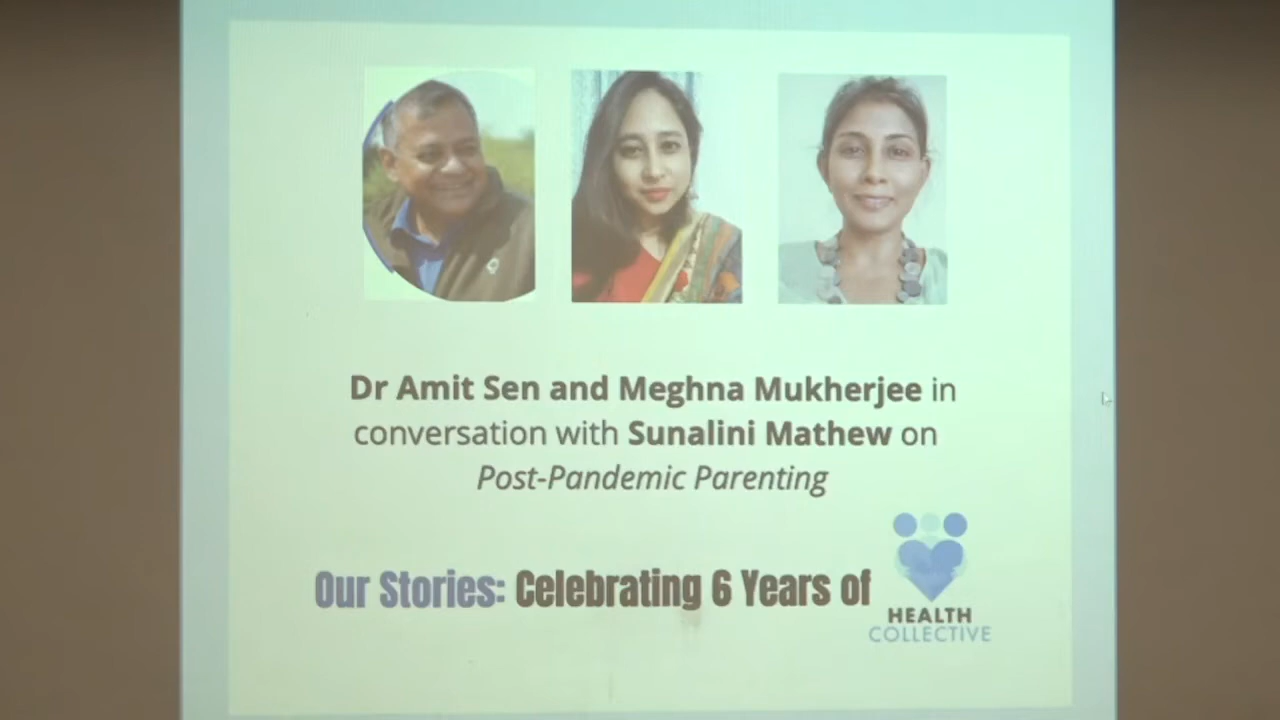 Dr Amit Sen and Meghna Mukherjee in
conversation with Sunalini Mathew on
Post-Pandemic Parenting
Our Stories: Celebrating 6 Years of
HEALTH
COLLECTIVE